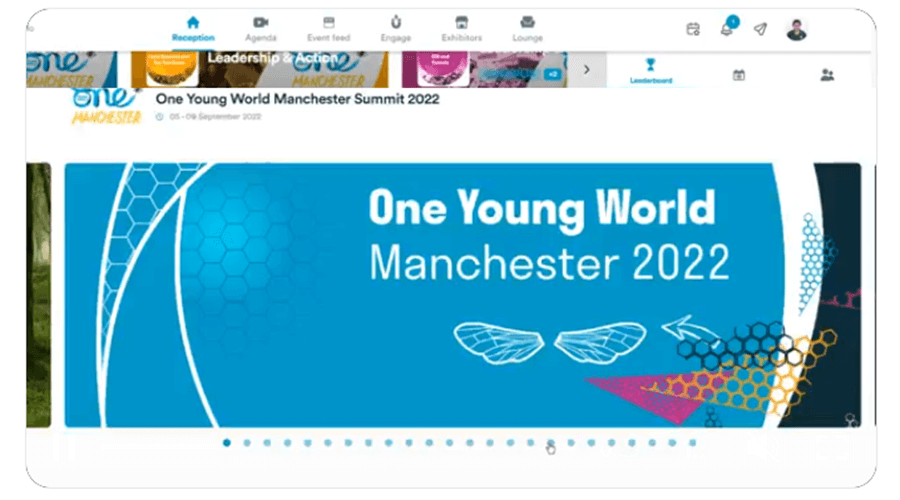 Reception
Agenda
Event feed
Engage
Exhibitors
Lounge
one
MANCHESTER
Leadership & Action
one
+2
Leaderboard
one
MANCHESTER
One Young World Manchester Summit 2022
05 - 09 September 2022
One Young World
Manchester 2022